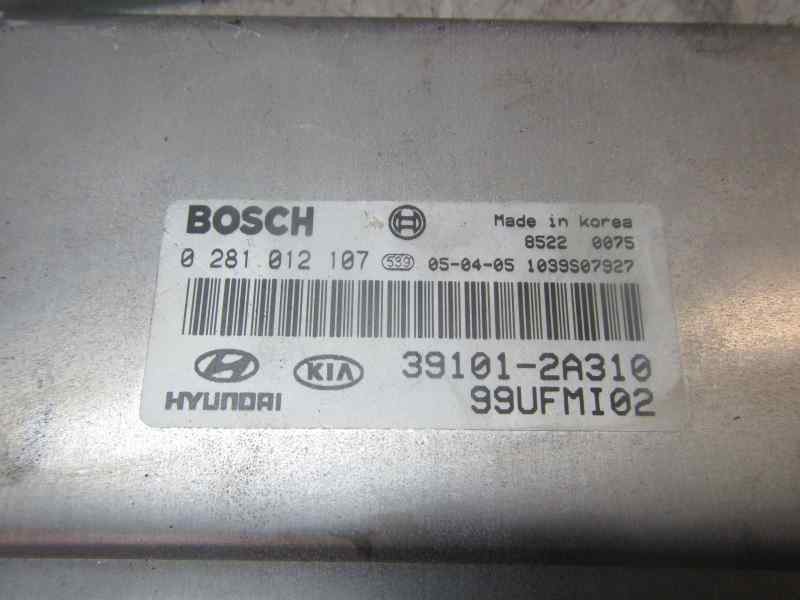 BOSCH Made in korea
8522 0075
0 281 012 107 539 05-04-05 1039S07927
39101-2A310
HYUNDAI KIA 99UFMI02